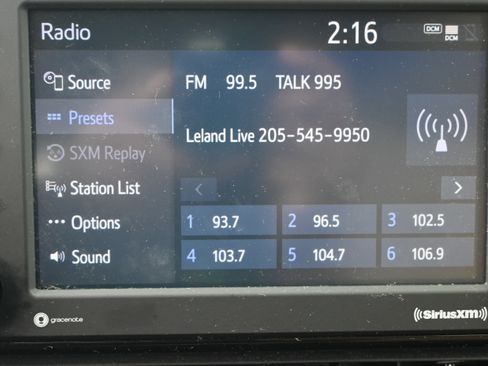 Radio 2:16 DCM DCM
Source
FM 99.5 TALK 995
Presets
Leland Live 205-545-9950
SXM Replay
Station List
Options
1 93.7 2 96.5 3 102.5
Sound
4 103.7 5 104.7 6 106.9
gracenote
((SiriusXM))